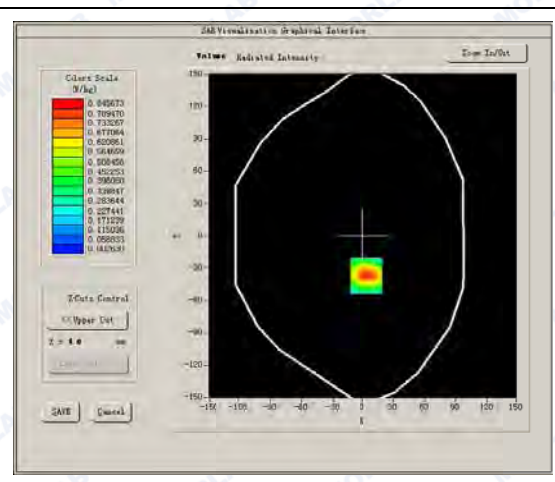 SAR Visualisation Graphical Interface
Volume Radiated Intensity
Zoom In/Out
Colors Scale
(W/kg)
0.845673
0.789470
0.733267
0.677064
0.620861
0.564659
0.508456
0.452253
0.396050
0.339847
0.283644
0.227441
0.171239
0.115036
0.058833
150
120
90
60
30
0
-30
-60
-90
-120
-150
-150 -120 -90 -60 -30 0 30 60 90 120 150
X
Z-Cuts Control
<< Upper Cut
Z = 4.0 mm
SAVE
Cancel